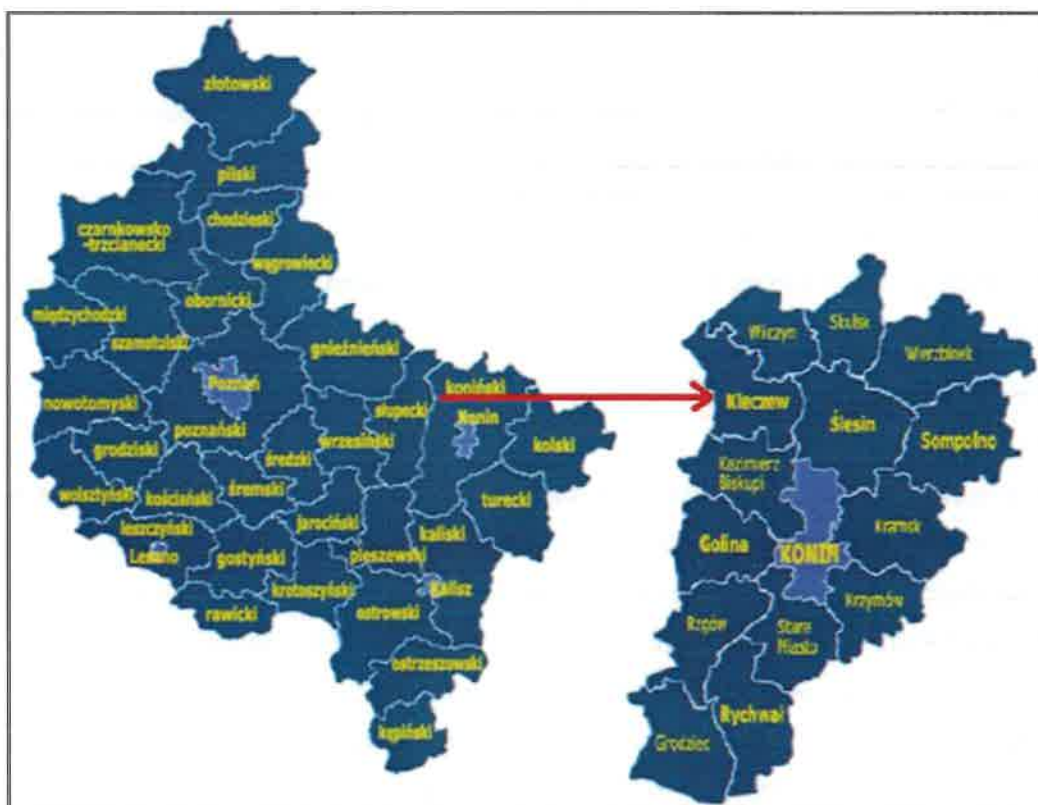 złotowski
pilski
chodzieski
czarnkowsko
-trzcianecki
wągrowiecki
obornicki
międzychodzki
szamotulski
gnieźnieński
Poznań
koniński
Konin
słupecki
nowotomyski
poznański
wrzesiński
kolski
grodziski
średzki
wolsztyński
kościański
śremski
turecki
jarociński
leszczyński
Leszno
gostyński
pleszewski
kaliski
krotoszyński
Kalisz
rawicki
ostrowski
ostrzeszowski
kępiński
Wilczyn
Skulsk
Wierzbinek
Kleczew
Ślesin
Sompolno
Kazimierz
Biskupi
Golina
KONIN
Kramsk
Krzymów
Rzgów
Stare
Miasto
Rychwał
Grodziec